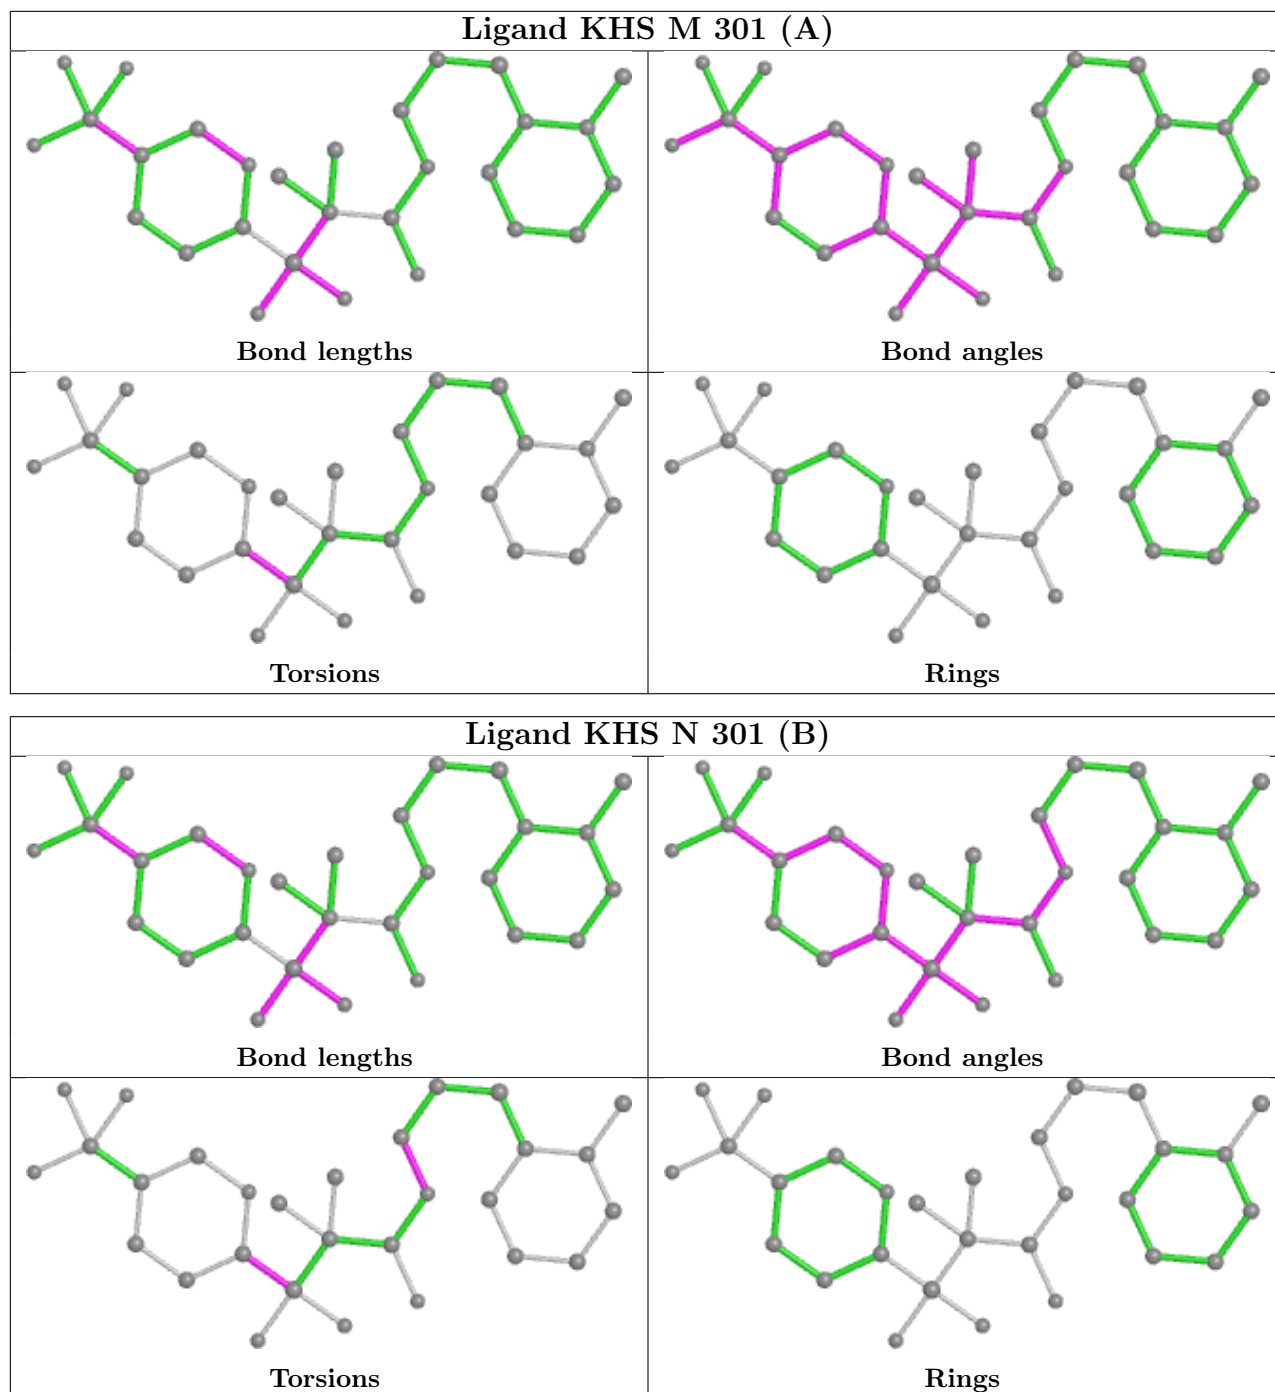 Ligand KHS M 301 (A)
Bond lengths
Bond angles
Torsions
Rings
Ligand KHS N 301 (B)
Bond lengths
Bond angles
Torsions
Rings